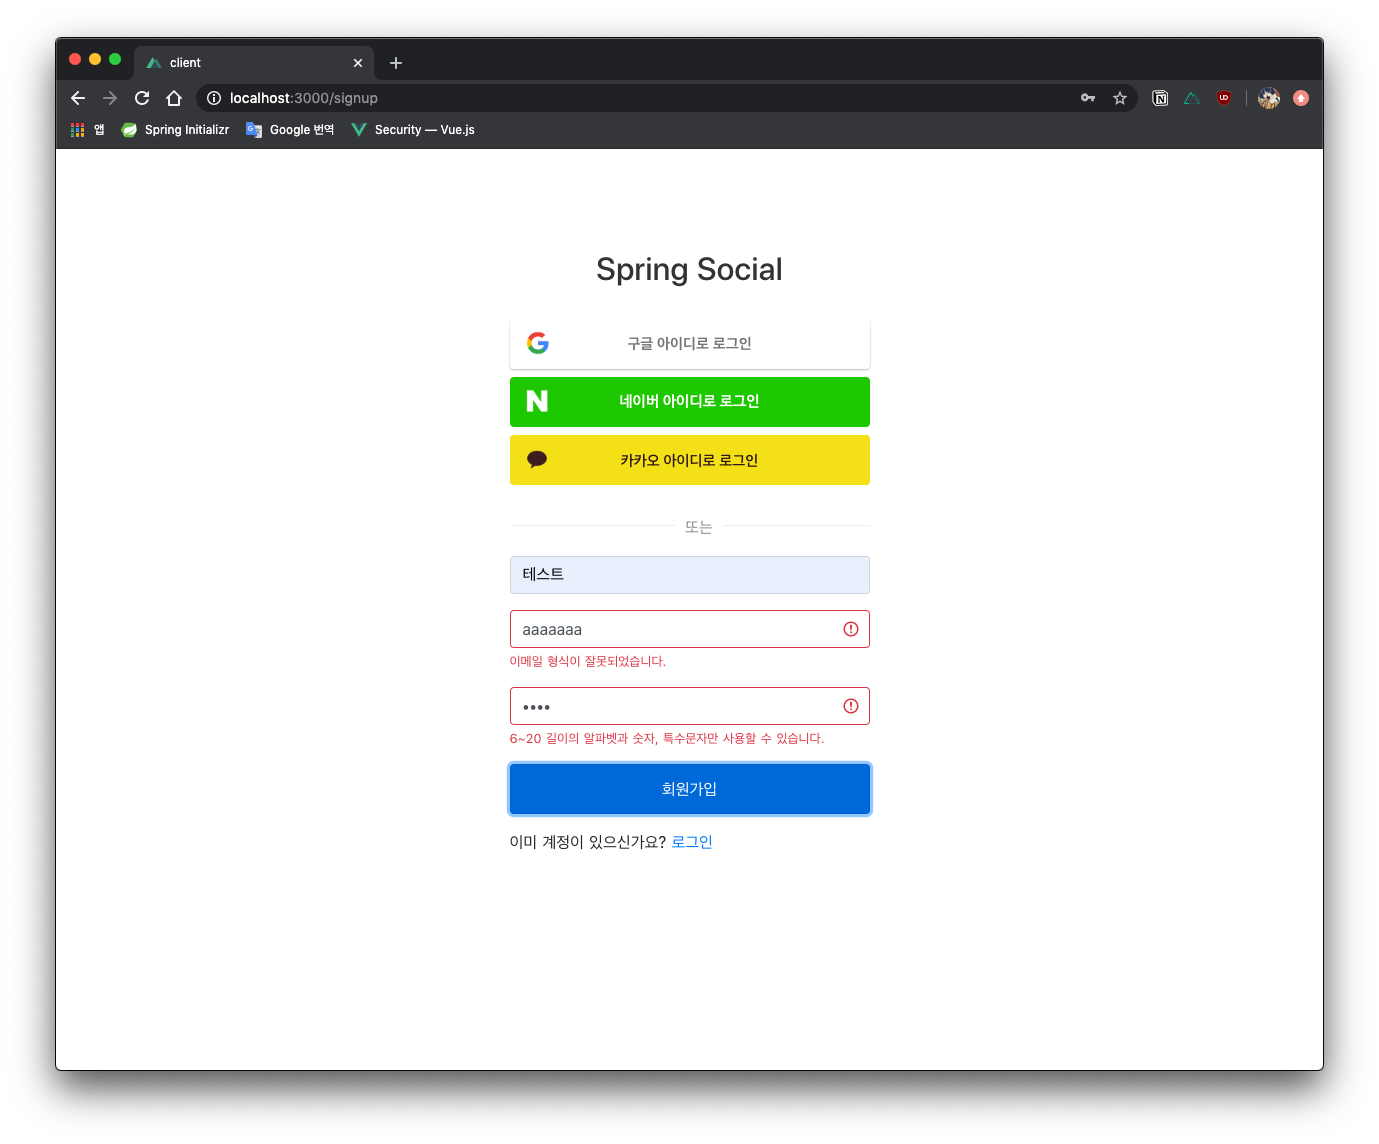 client
localhost:3000/signup
앱 Spring Initializr Google 번역 Security — Vue.js
Spring Social
구글 아이디로 로그인
네이버 아이디로 로그인
카카오 아이디로 로그인
또는
테스트
aaaaaaa
이메일 형식이 잘못되었습니다.
6~20 길이의 알파벳과 숫자, 특수문자만 사용할 수 있습니다.
회원가입
이미 계정이 있으신가요? 로그인